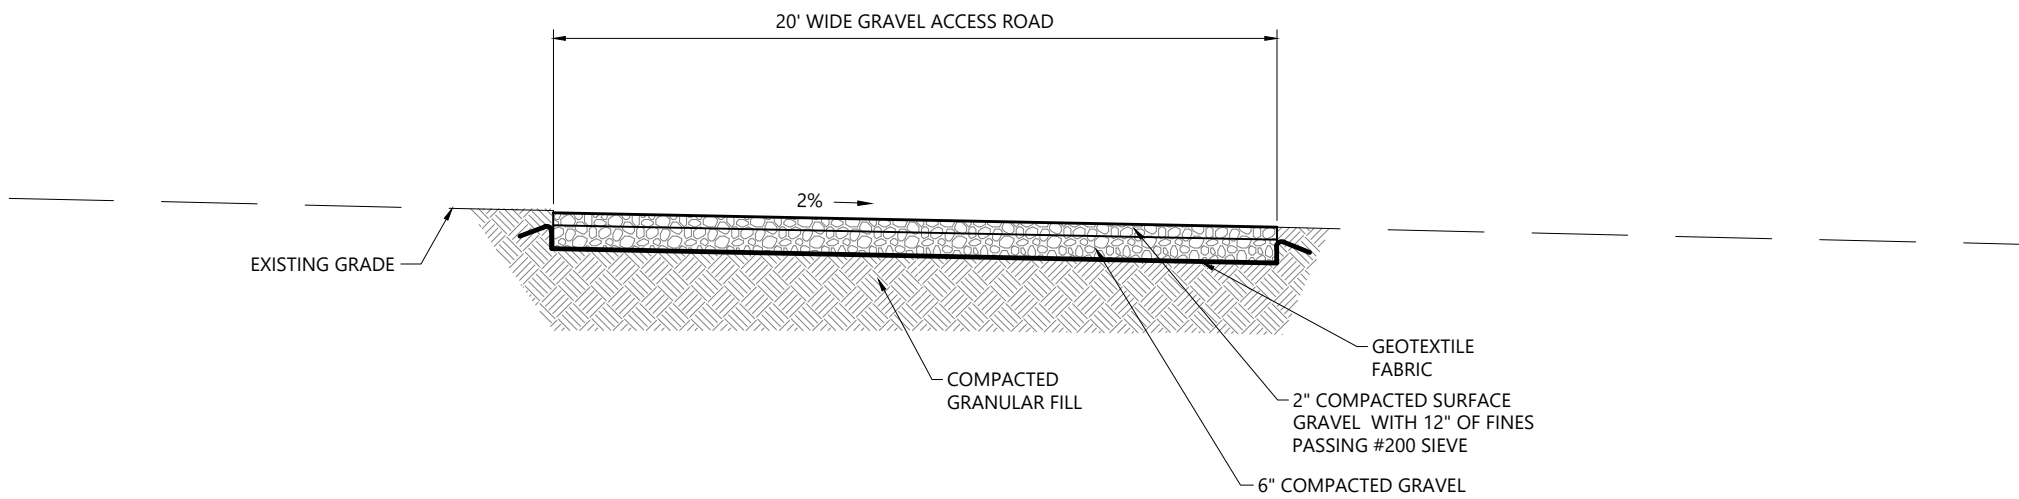 20' WIDE GRAVEL ACCESS ROAD
2%
EXISTING GRADE
GEOTEXTILE
FABRIC
COMPACTED
GRANULAR FILL
2" COMPACTED SURFACE
GRAVEL WITH 12" OF FINES
PASSING #200 SIEVE
6" COMPACTED GRAVEL